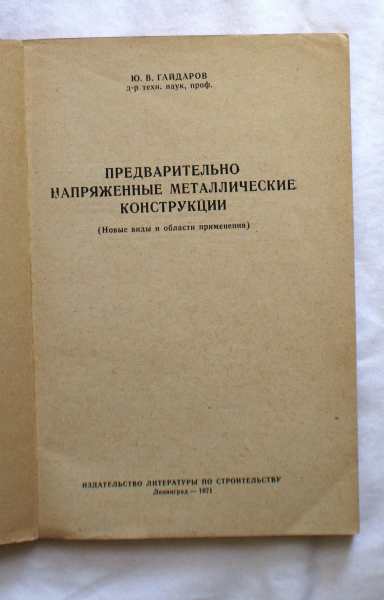 Ю. В. ГАЙДАРОВ
д-р техн. наук, проф.
ПРЕДВАРИТЕЛЬНО
НАПРЯЖЕННЫЕ МЕТАЛЛИЧЕСКИЕ
КОНСТРУКЦИИ
(Новые виды и области применения)
ИЗДАТЕЛЬСТВО ЛИТЕРАТУРЫ ПО СТРОИТЕЛЬСТВУ
Ленинград — 1971